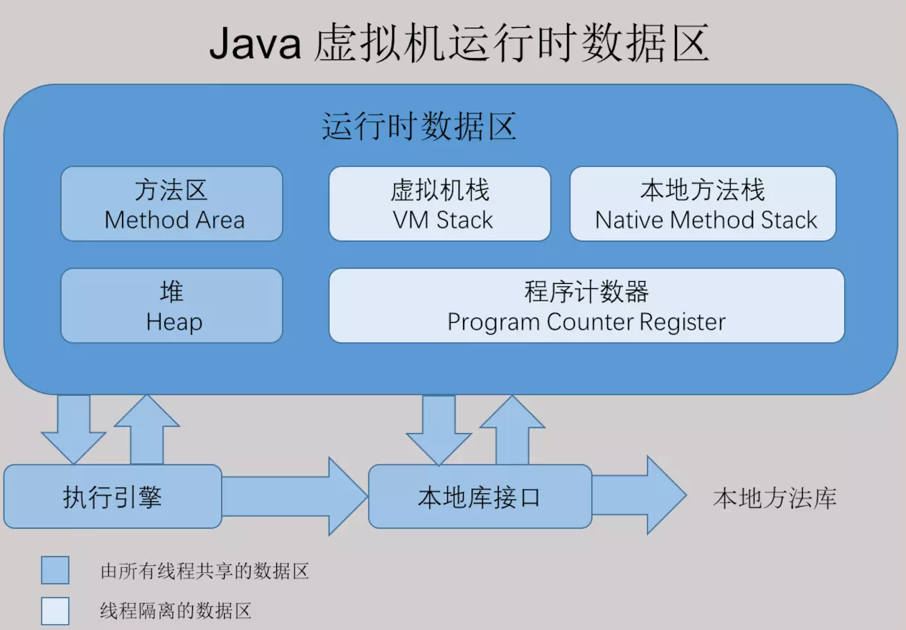 Java 虚拟机运行时数据区
运行时数据区
方法区
Method Area
虚拟机栈
VM Stack
本地方法栈
Native Method Stack
堆
Heap
程序计数器
Program Counter Register
执行引擎
本地库接口
本地方法库
由所有线程共享的数据区
线程隔离的数据区